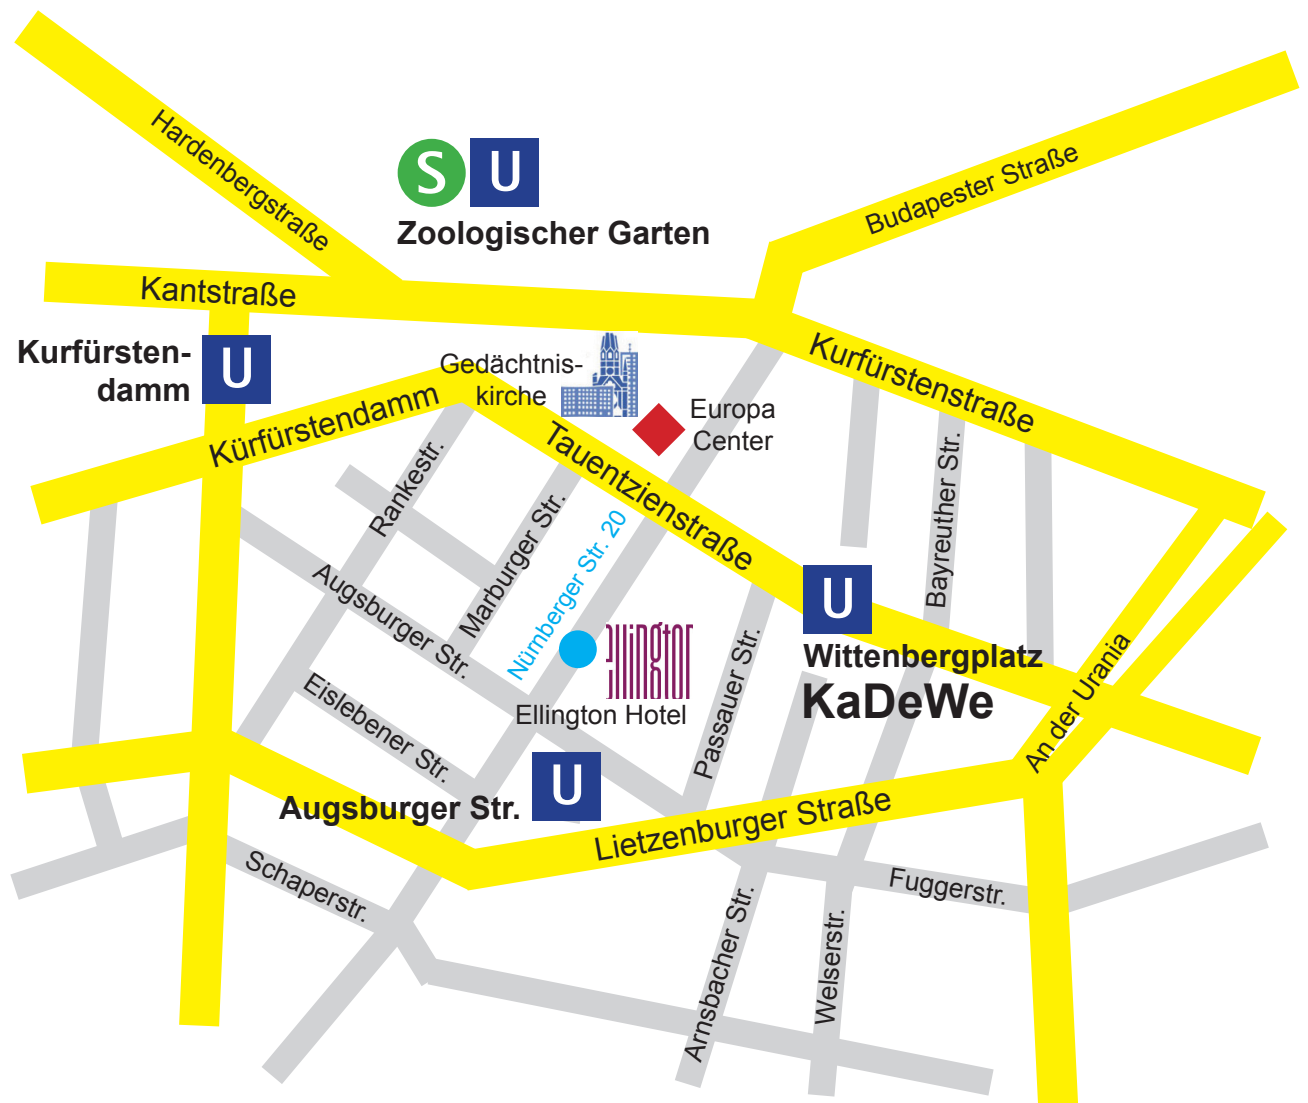 Hardenbergstraße
S U
Zoologischer Garten
Budapester Straße
Kantstraße
Kurfürsten-
damm
U
Gedächtnis-
kirche
Kurfürstenstraße
Kürfürstendamm
Europa
Center
Tauentzienstraße
Rankestr.
Marburger Str.
Nürnberger Str. 20
Bayreuther Str.
Augsburger Str.
U
Wittenbergplatz
KaDeWe
ellington
Ellington Hotel
Passauer Str.
An der Urania
Eislebener Str.
U
Augsburger Str.
Lietzenburger Straße
Schaperstr.
Fuggerstr.
Arnsbacher Str.
Welserstr.